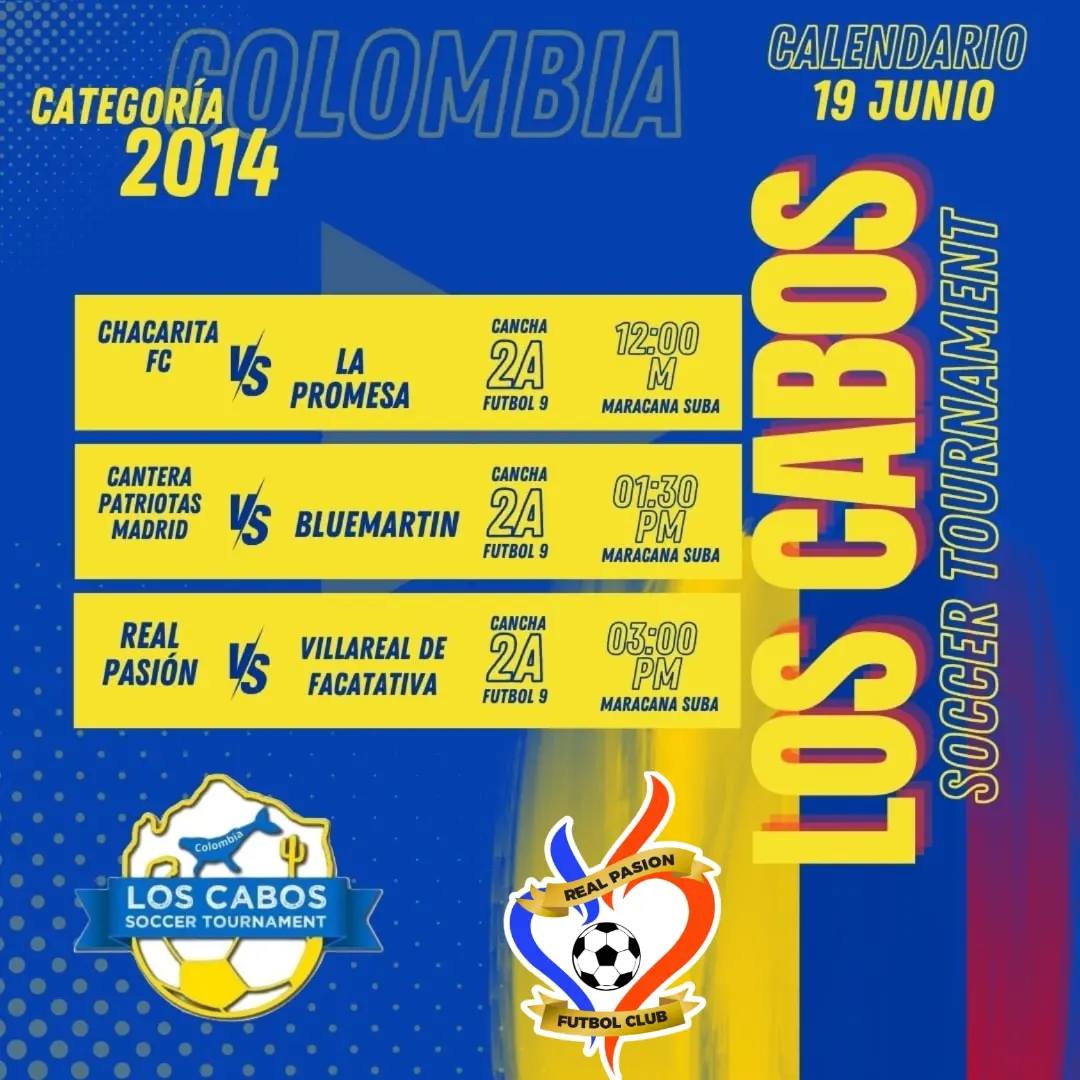 COLOMBIA
CATEGORÍA
2014
CALENDARIO
19 JUNIO
LOS CABOS
SOCCER TOURNAMENT
CHACARITA
FC
VS
LA
PROMESA
CANCHA
2A
FUTBOL 9
12:00
M
MARACANA SUBA
CANTERA
PATRIOTAS
MADRID
VS
BLUEMARTIN
CANCHA
2A
FUTBOL 9
01:30
PM
MARACANA SUBA
REAL
PASIÓN
VS
VILLAREAL DE
FACATATIVA
CANCHA
2A
FUTBOL 9
03:00
PM
MARACANA SUBA
Colombia
LOS CABOS
SOCCER TOURNAMENT
REAL PASION
FUTBOL CLUB